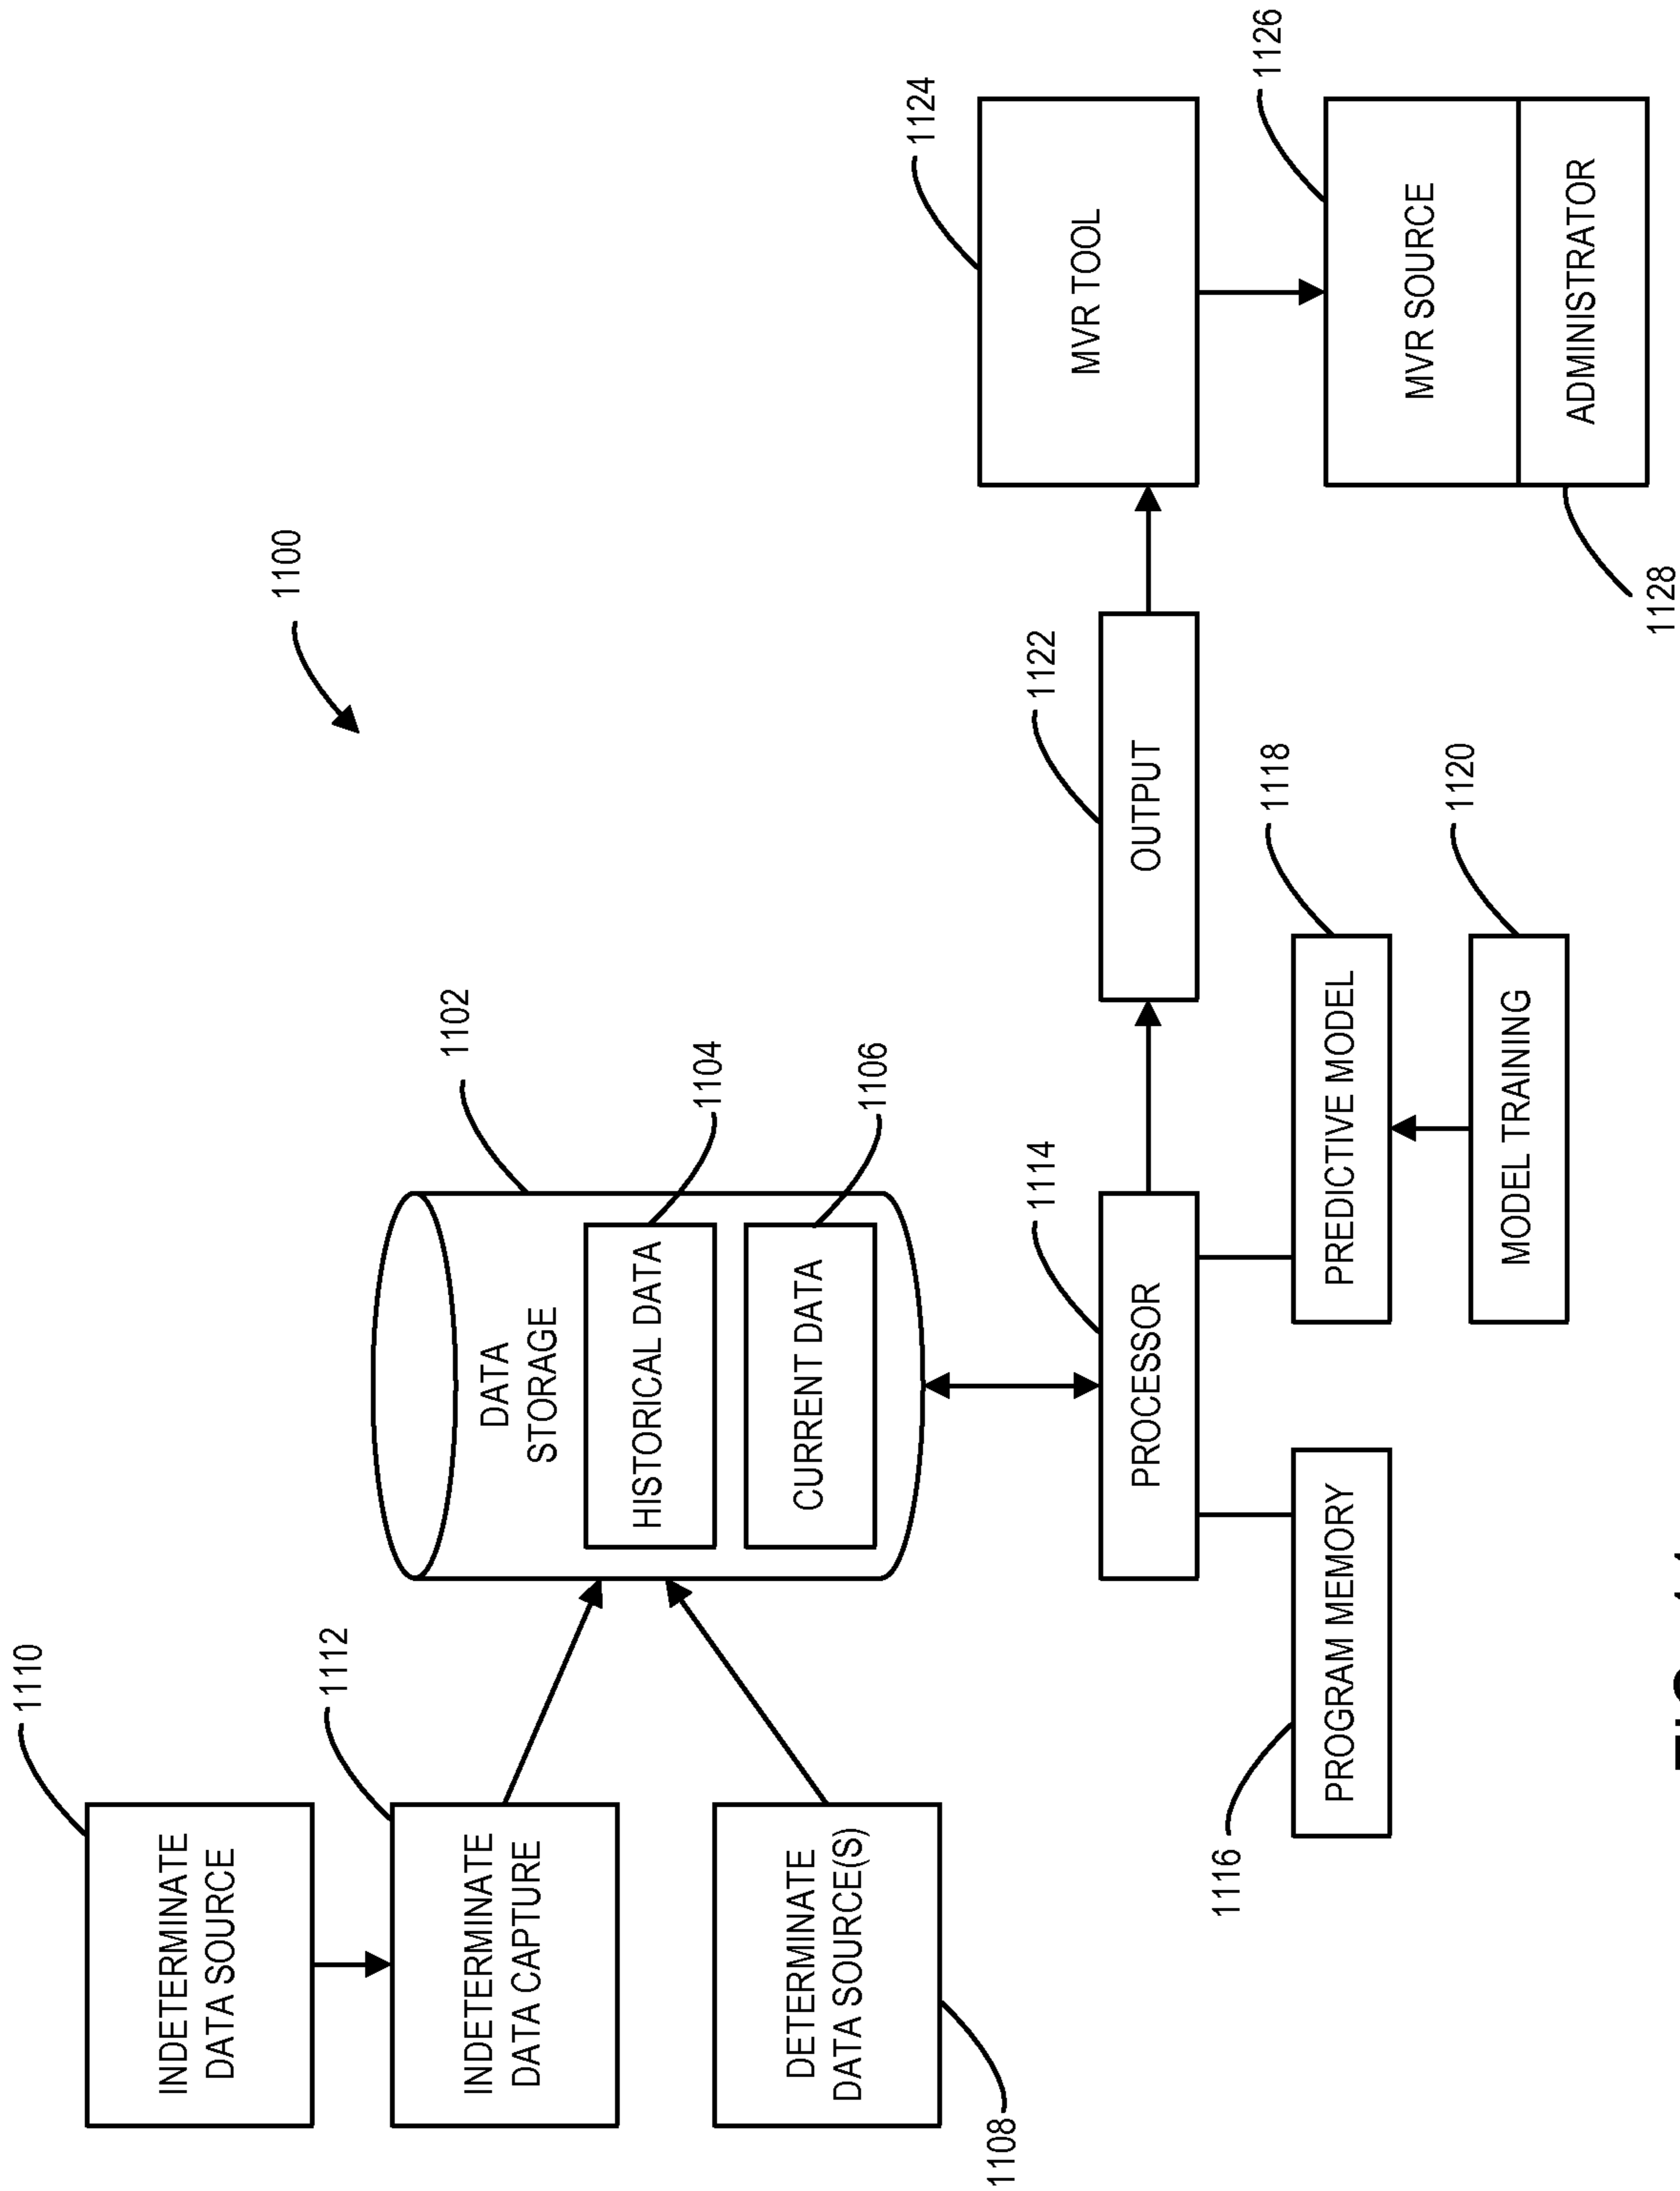 1100
1110
INDETERMINATE
DATA SOURCE
1112
INDETERMINATE
DATA CAPTURE
DETERMINATE
DATA SOURCE(S)
1108
1102
DATA
STORAGE
HISTORICAL DATA
1104
CURRENT DATA
1106
1114
PROCESSOR
1116
PROGRAM MEMORY
PREDICTIVE MODEL
1118
MODEL TRAINING
1120
OUTPUT
1122
MVR TOOL
1124
MVR SOURCE
1126
ADMINISTRATOR
1128